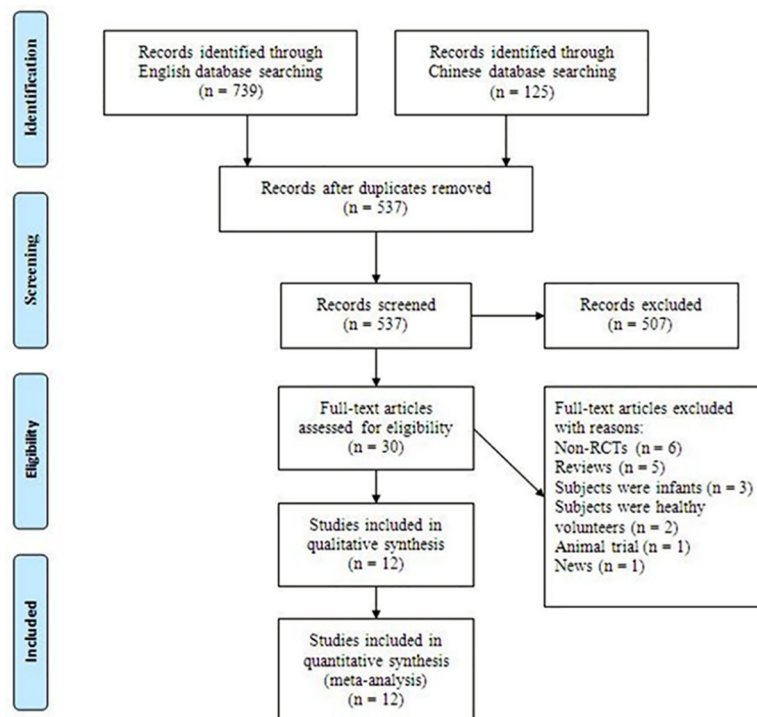 Identification
Records identified through
English database searching
(n = 739)
Records identified through
Chinese database searching
(n = 125)
Records after duplicates removed
(n = 537)
Screening
Records screened
(n = 537)
Records excluded
(n = 507)
Eligibility
Full-text articles
assessed for eligibility
(n = 30)
Full-text articles excluded
with reasons:
Non-RCTs (n = 6)
Reviews (n = 5)
Subjects were infants (n = 3)
Subjects were healthy
volunteers (n = 2)
Animal trial (n = 1)
News (n = 1)
Studies included in
qualitative synthesis
(n = 12)
Included
Studies included in
quantitative synthesis
(meta-analysis)
(n = 12)